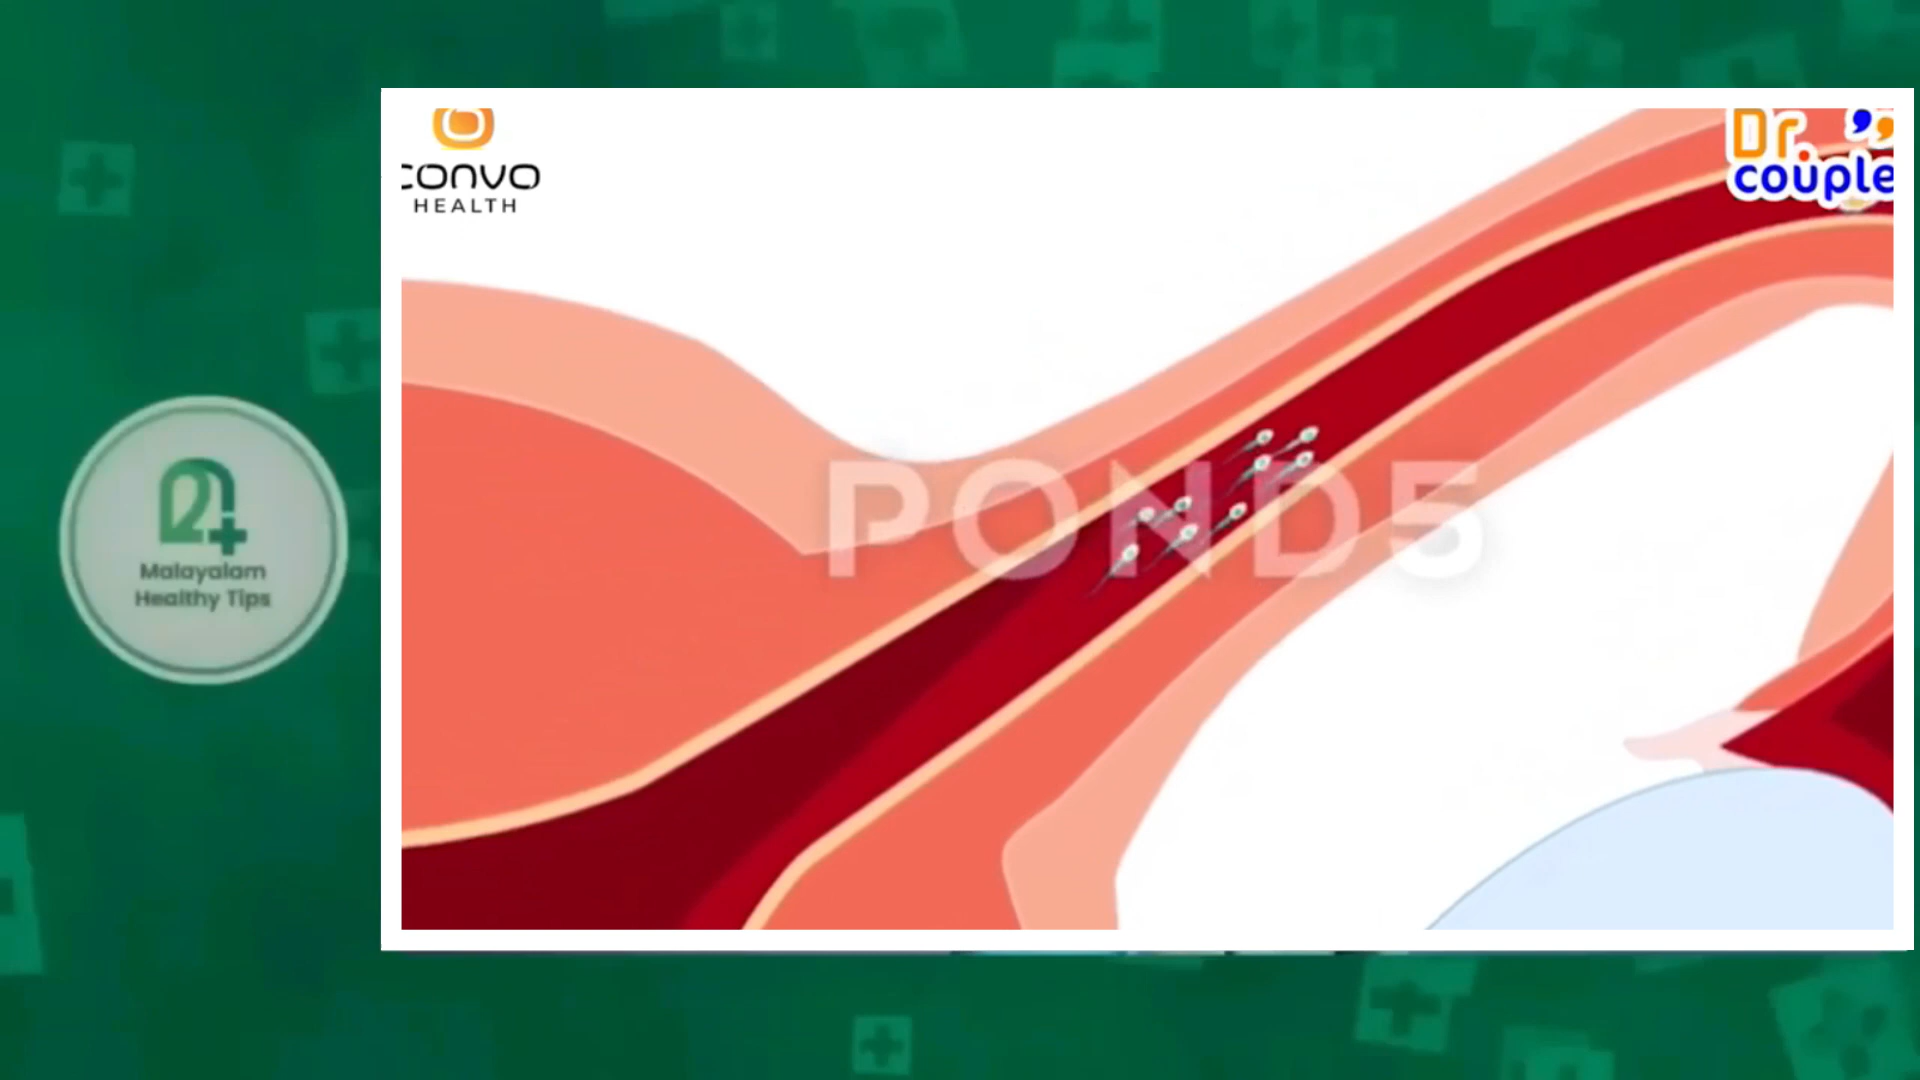 convo
HEALTH
Dr.
couple
POND5
Malayalam
Healthy Tips